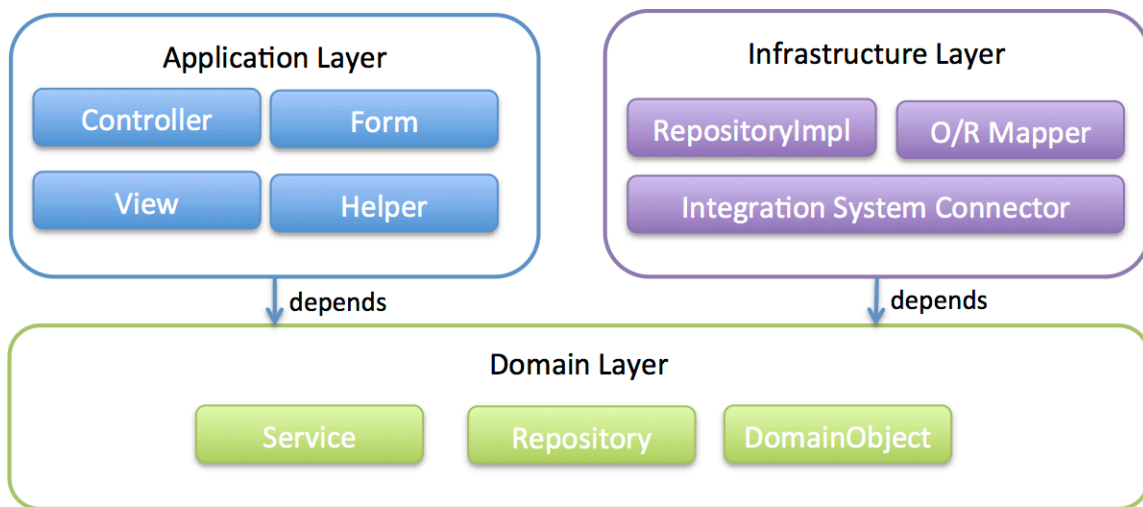 Application Layer
Controller
Form
View
Helper
Infrastructure Layer
RepositoryImpl
O/R Mapper
Integration System Connector
depends
depends
Domain Layer
Service
Repository
DomainObject